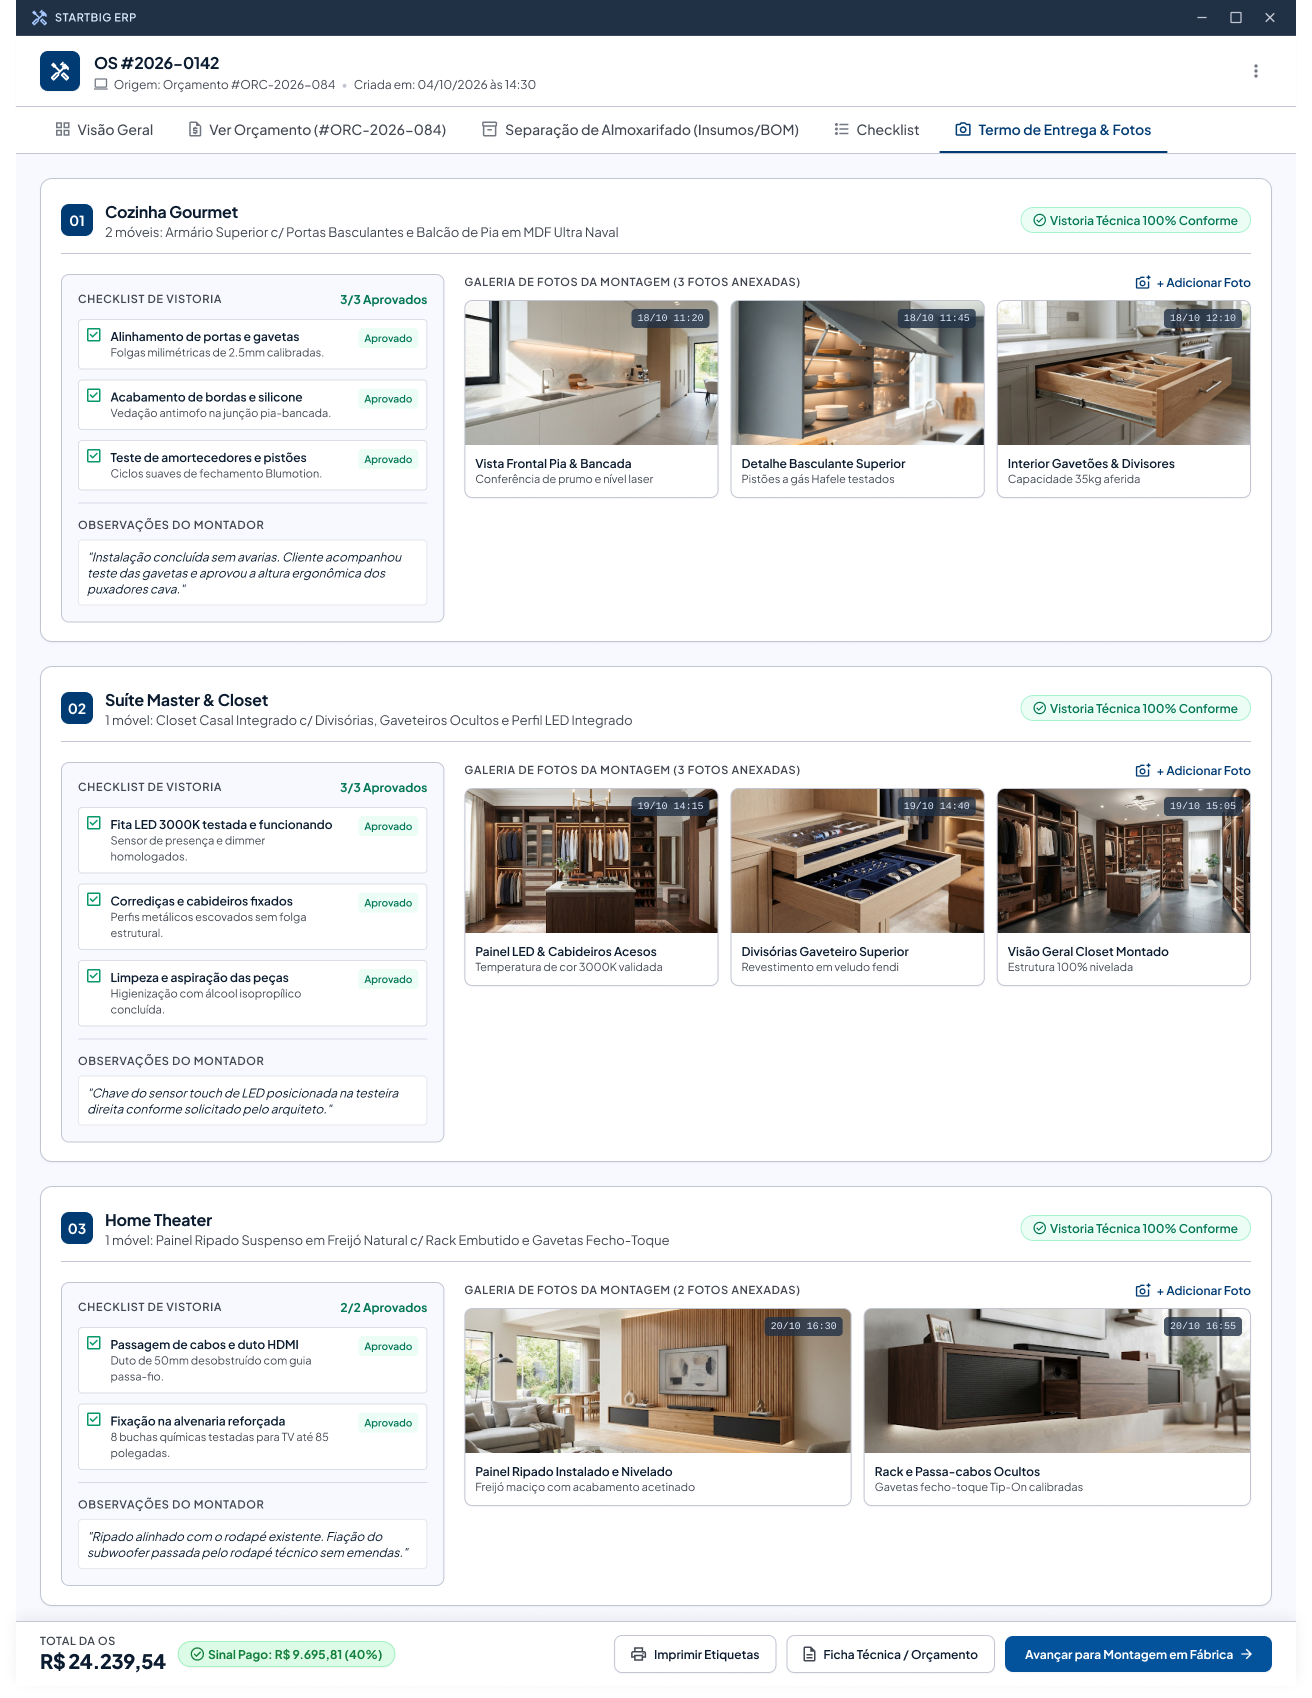 STARTBIG ERP
OS #2026-0142
Origem: Orçamento #ORC-2026-084 • Criada em: 04/10/2026 às 14:30
Visão Geral
Ver Orçamento (#ORC-2026-084)
Separação de Almoxarifado (Insumos/BOM)
Checklist
Termo de Entrega & Fotos
01
Cozinha Gourmet
2 móveis: Armário Superior c/ Portas Basculantes e Balcão de Pia em MDF Ultra Naval
Vistoria Técnica 100% Conforme
CHECKLIST DE VISTORIA
3/3 Aprovados
Alinhamento de portas e gavetas
Folgas milimétricas de 2.5mm calibradas.
Aprovado
Acabamento de bordas e silicone
Vedação antimofo na junção pia-bancada.
Aprovado
Teste de amortecedores e pistões
Ciclos suaves de fechamento Blumotion.
Aprovado
OBSERVAÇÕES DO MONTADOR
"Instalação concluída sem avarias. Cliente acompanhou
teste das gavetas e aprovou a altura ergonômica dos
puxadores cava."
GALERIA DE FOTOS DA MONTAGEM (3 FOTOS ANEXADAS)
+ Adicionar Foto
18/10 11:20
Vista Frontal Pia & Bancada
Conferência de prumo e nível laser
18/10 11:45
Detalhe Basculante Superior
Pistões a gás Hafele testados
18/10 12:10
Interior Gavetões & Divisores
Capacidade 35kg aferida
02
Suíte Master & Closet
1 móvel: Closet Casal Integrado c/ Divisórias, Gaveteiros Ocultos e Perfil LED Integrado
Vistoria Técnica 100% Conforme
CHECKLIST DE VISTORIA
3/3 Aprovados
Fita LED 3000K testada e funcionando
Sensor de presença e dimmer
homologados.
Aprovado
Corrediças e cabideiros fixados
Perfis metálicos escovados sem folga
estrutural.
Aprovado
Limpeza e aspiração das peças
Higienização com álcool isopropílico
concluída.
Aprovado
OBSERVAÇÕES DO MONTADOR
"Chave do sensor touch de LED posicionada na testeira
direita conforme solicitado pelo arquiteto."
GALERIA DE FOTOS DA MONTAGEM (3 FOTOS ANEXADAS)
+ Adicionar Foto
19/10 14:15
Painel LED & Cabideiros Acesos
Temperatura de cor 3000K validada
19/10 14:40
Divisórias Gaveteiro Superior
Revestimento em veludo fendi
19/10 15:05
Visão Geral Closet Montado
Estrutura 100% nivelada
03
Home Theater
1 móvel: Painel Ripado Suspenso em Freijó Natural c/ Rack Embutido e Gavetas Fecho-Toque
Vistoria Técnica 100% Conforme
CHECKLIST DE VISTORIA
2/2 Aprovados
Passagem de cabos e duto HDMI
Duto de 50mm desobstruído com guia
passa-fio.
Aprovado
Fixação na alvenaria reforçada
8 buchas químicas testadas para TV até 85
polegadas.
Aprovado
OBSERVAÇÕES DO MONTADOR
"Ripado alinhado com o rodapé existente. Fiação do
subwoofer passada pelo rodapé técnico sem emendas."
GALERIA DE FOTOS DA MONTAGEM (2 FOTOS ANEXADAS)
+ Adicionar Foto
20/10 16:30
Painel Ripado Instalado e Nivelado
Freijó maciço com acabamento acetinado
20/10 16:55
Rack e Passa-cabos Ocultos
Gavetas fecho-toque Tip-On calibradas
TOTAL DA OS
R$ 24.239,54
Sinal Pago: R$ 9.695,81 (40%)
Imprimir Etiquetas
Ficha Técnica / Orçamento
Avançar para Montagem em Fábrica